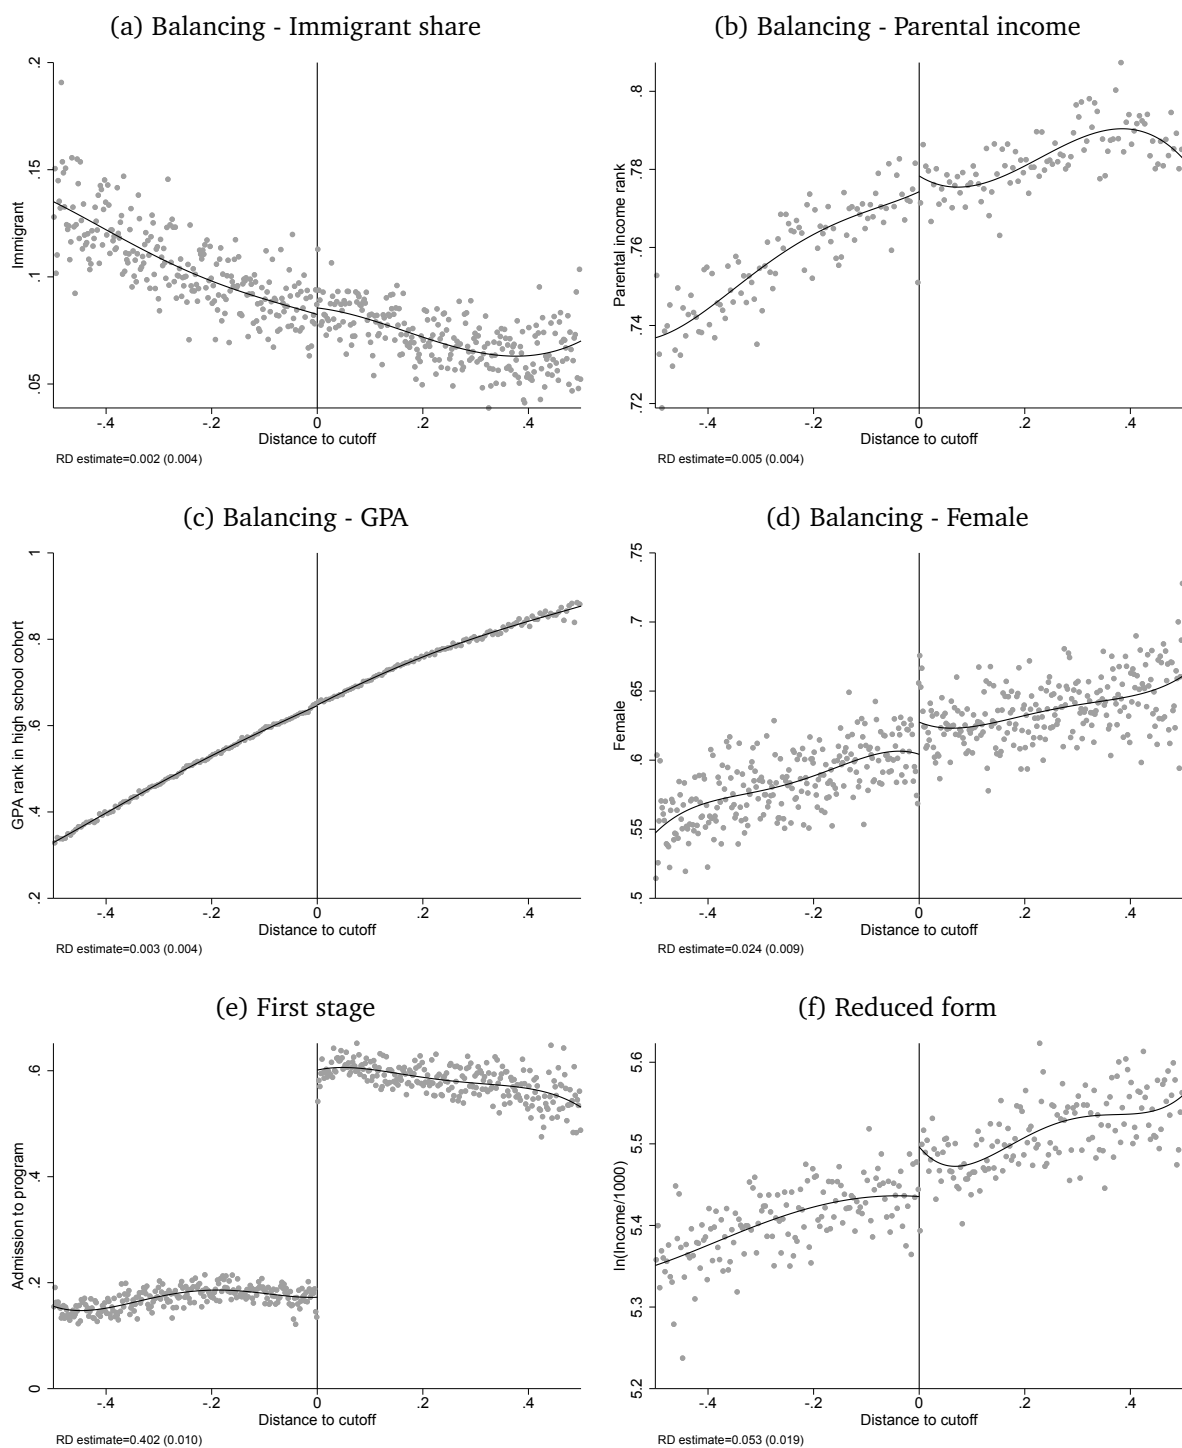 (a) Balancing - Immigrant share
.2
.15
.1
.05
Immigrant
-.4 -.2 0 .2 .4
Distance to cutoff
RD estimate=0.002 (0.004)
(b) Balancing - Parental income
.8
.78
.76
.74
.72
Parental income rank
-.4 -.2 0 .2 .4
Distance to cutoff
RD estimate=0.005 (0.004)
(c) Balancing - GPA
1
.8
.6
.4
.2
GPA rank in high school cohort
-.4 -.2 0 .2 .4
Distance to cutoff
RD estimate=0.003 (0.004)
(d) Balancing - Female
.75
.7
.65
.6
.55
.5
Female
-.4 -.2 0 .2 .4
Distance to cutoff
RD estimate=0.024 (0.009)
(e) First stage
.6
.4
.2
0
Admission to program
-.4 -.2 0 .2 .4
Distance to cutoff
RD estimate=0.402 (0.010)
(f) Reduced form
5.6
5.5
5.4
5.3
5.2
ln(Income/1000)
-.4 -.2 0 .2 .4
Distance to cutoff
RD estimate=0.053 (0.019)